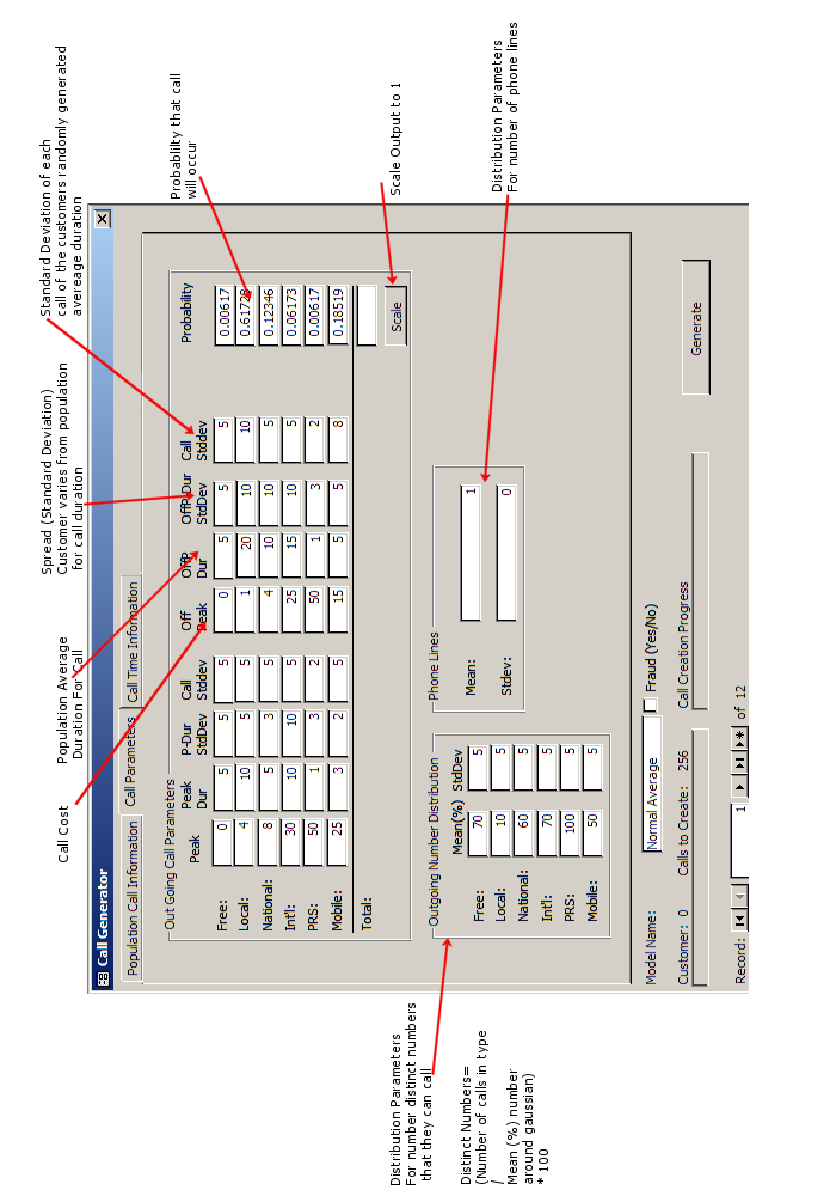 Call Cost
Population Average
Duration For Call
Spread (Standard Deviation)
Customer varies from population
for call duration
Standard Deviation of each
call of the customers randomly generated
avereage duration
Probablilty that call
will occur
Scale Output to 1
Distribution Parameters
For number of phone lines
Distribution Parameters
For number distinct numbers
that they can call
Distinct Numbers=
(Number of calls in type
/
Mean (%) number
around gaussian)
* 100
Call Generator
Population Call Information Call Parameters Call Time Information
Out Going Call Parameters
Peak Peak Dur P-Dur StdDev Call Stddev Off Peak OffP Dur OffP-Dur StdDev Call Stddev Probability
Free: 0 5 5 5 0 5 5 5 0.00617
Local: 4 10 5 5 1 20 10 10 0.6172
National: 8 5 3 5 4 10 10 5 0.12346
Int'l: 30 10 10 5 25 15 10 5 0.06173
PRS: 50 1 3 2 50 1 3 2 0.00617
Mobile: 25 3 2 5 15 5 5 8 0.18519
Total:
Scale
Outgoing Number Distribution
Mean(%) StdDev
Free: 70 5
Local: 10 5
National: 60 5
Int'l: 70 5
PRS: 100 5
Mobile: 50 5
Phone Lines
Mean: 1
Stdev: 0
Model Name: Normal Average Fraud (Yes/No)
Customer: 0 Calls to Create: 256 Call Creation Progress
Generate
Record: 1 of 12